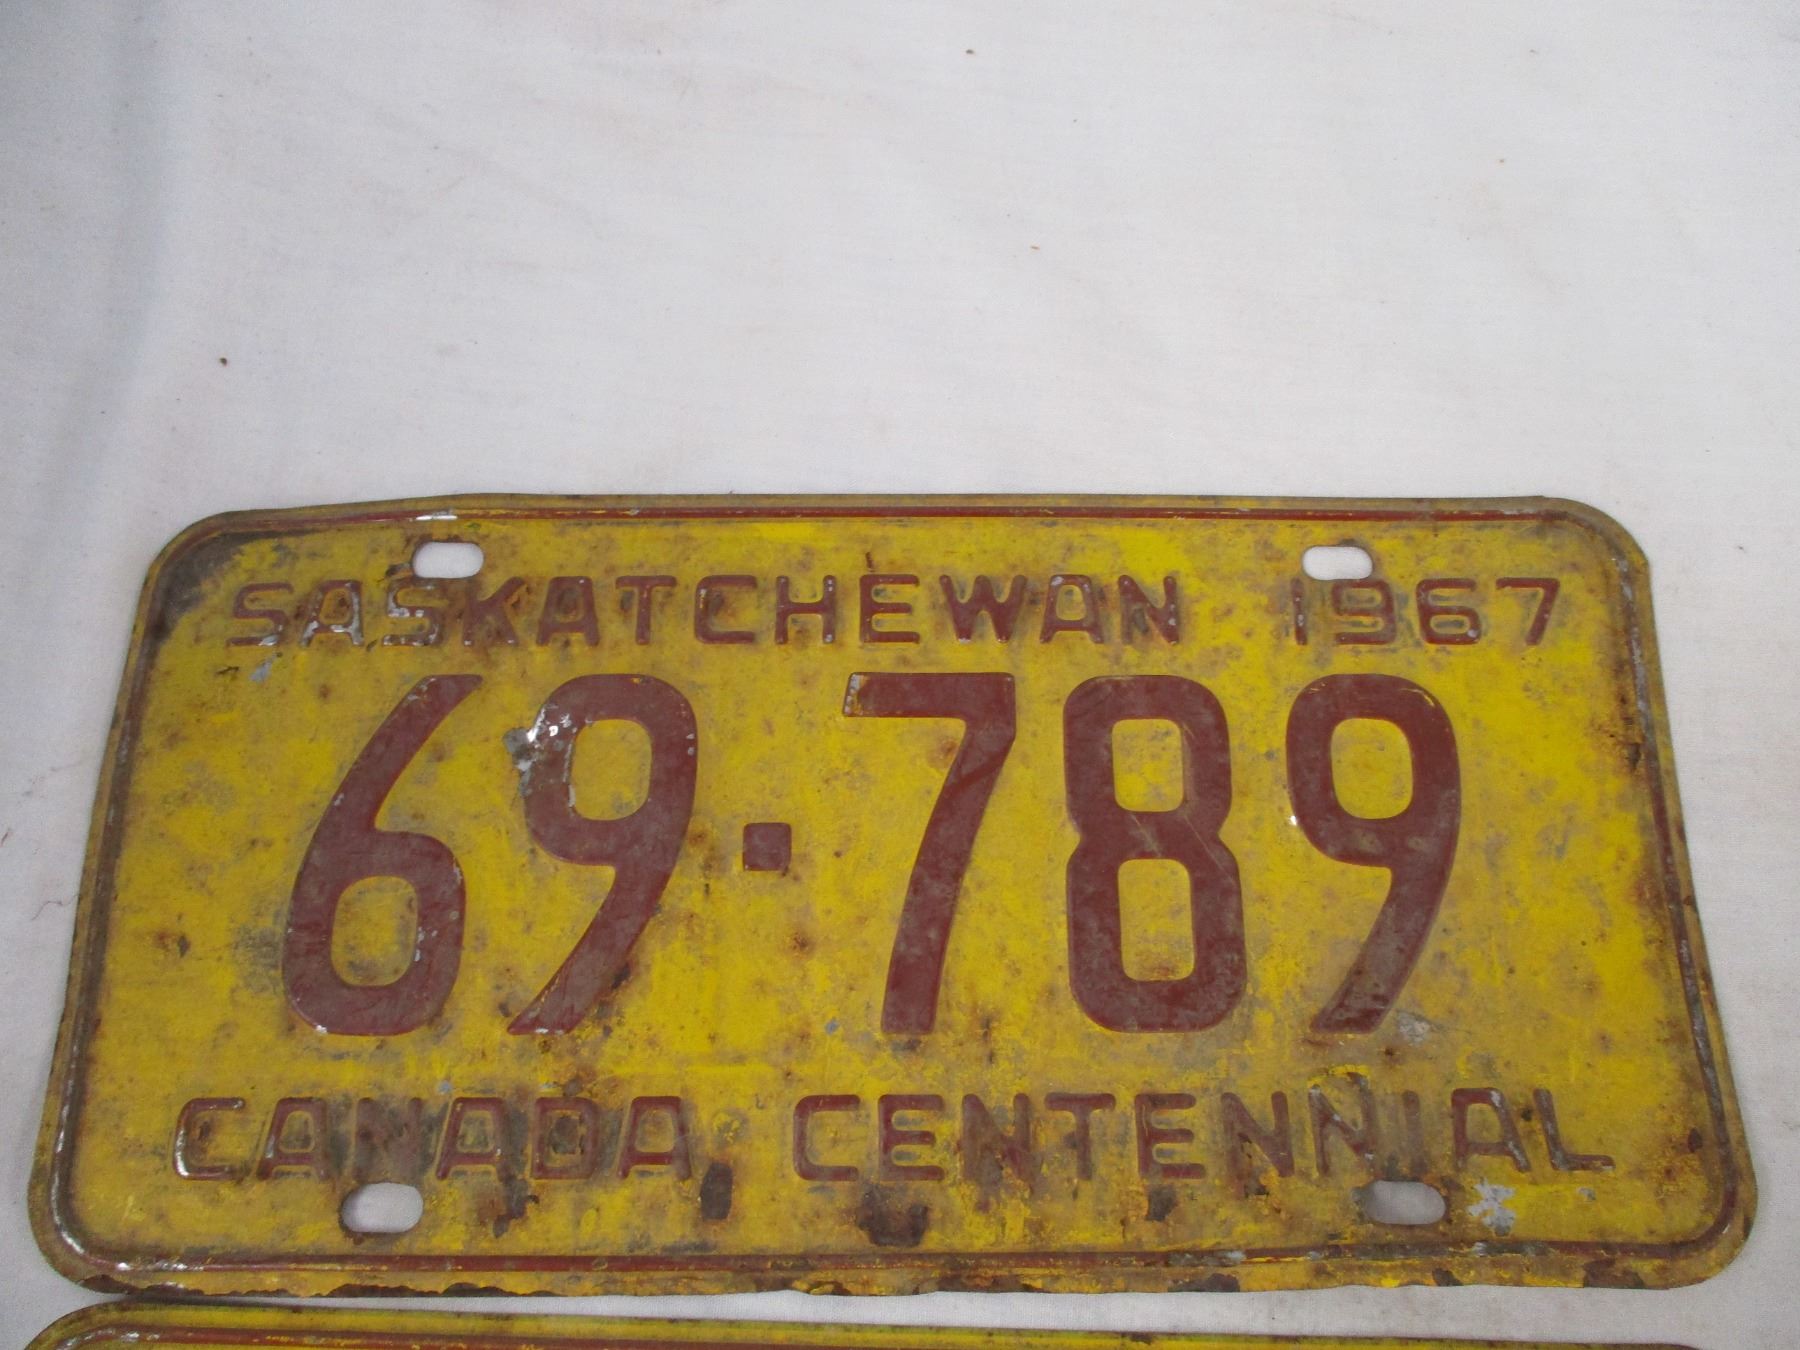 SASKATCHEWAN 1967
69-789
CANADA CENTENNIAL